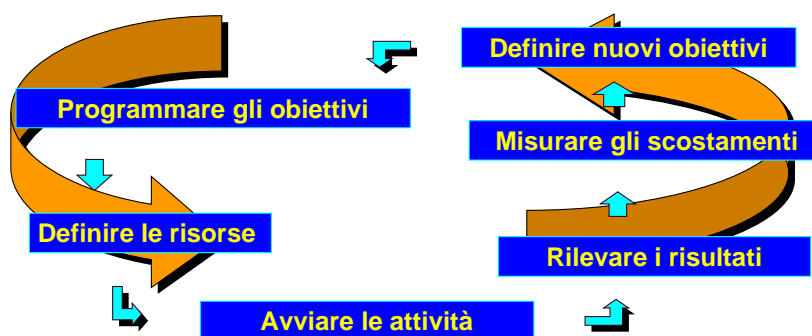 Definire nuovi obiettivi
Programmare gli obiettivi
Misurare gli scostamenti
Definire le risorse
Rilevare i risultati
Avviare le attività